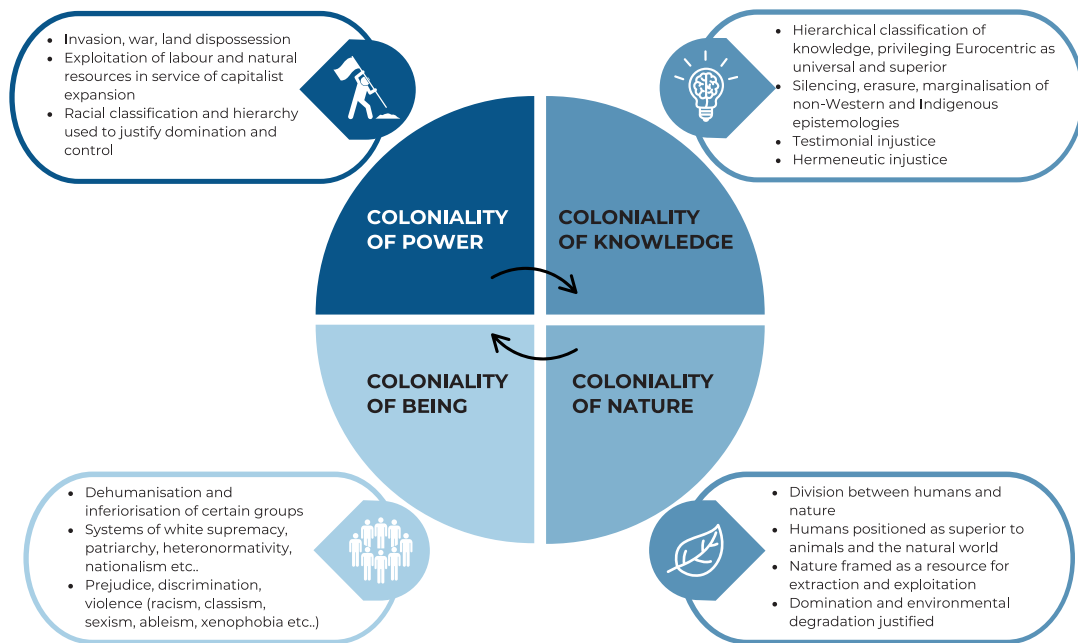 • Invasion, war, land dispossession
• Exploitation of labour and natural
resources in service of capitalist
expansion
• Racial classification and hierarchy
used to justify domination and
control
• Hierarchical classification of
knowledge, privileging Eurocentric as
universal and superior
• Silencing, erasure, marginalisation of
non-Western and Indigenous
epistemologies
• Testimonial injustice
• Hermeneutic injustice
COLONIALITY
OF POWER
COLONIALITY
OF KNOWLEDGE
COLONIALITY
OF BEING
COLONIALITY
OF NATURE
• Dehumanisation and
inferiorisation of certain groups
• Systems of white supremacy,
patriarchy, heteronormativity,
nationalism etc..
• Prejudice, discrimination,
violence (racism, classism,
sexism, ableism, xenophobia etc..)
• Division between humans and
nature
• Humans positioned as superior to
animals and the natural world
• Nature framed as a resource for
extraction and exploitation
• Domination and environmental
degradation justified